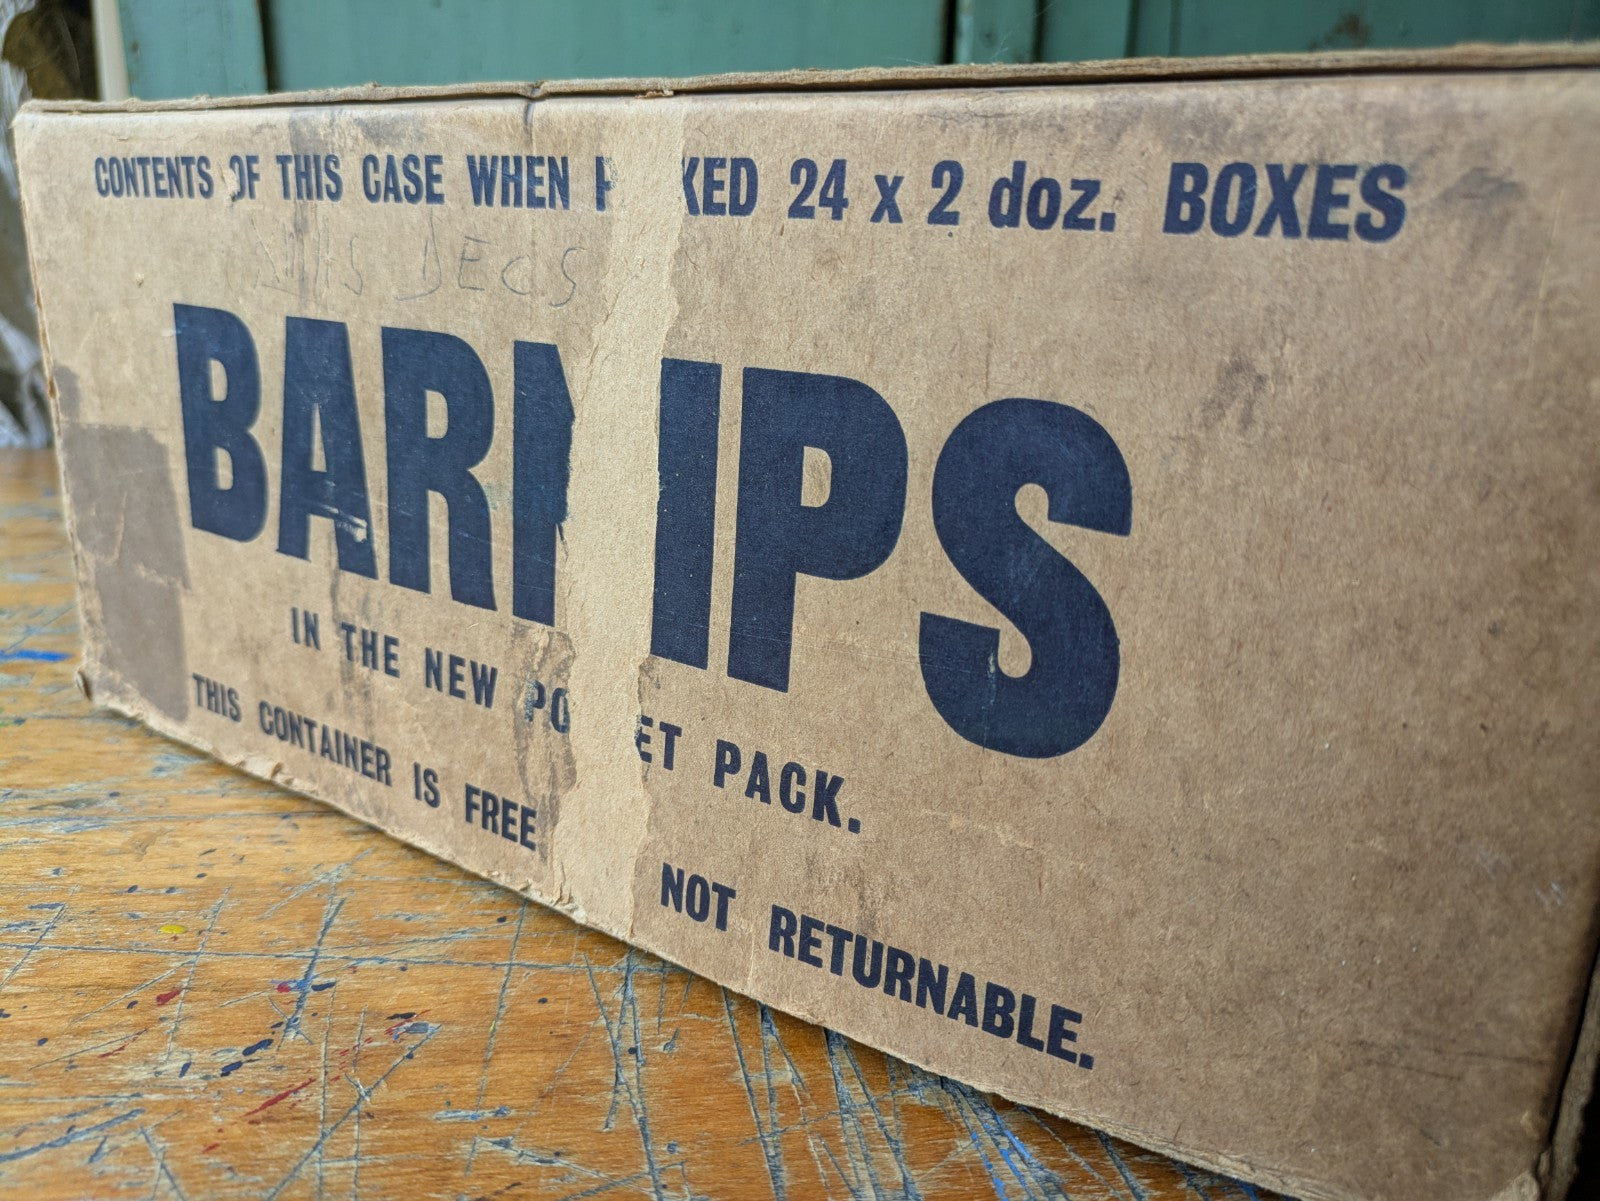 CONTENTS OF THIS CASE WHEN KED 24 x 2 doz. BOXES
DECS
IPS
IN THE NEW PO ET PACK.
THIS CONTAINER IS FREE NOT RETURNABLE.